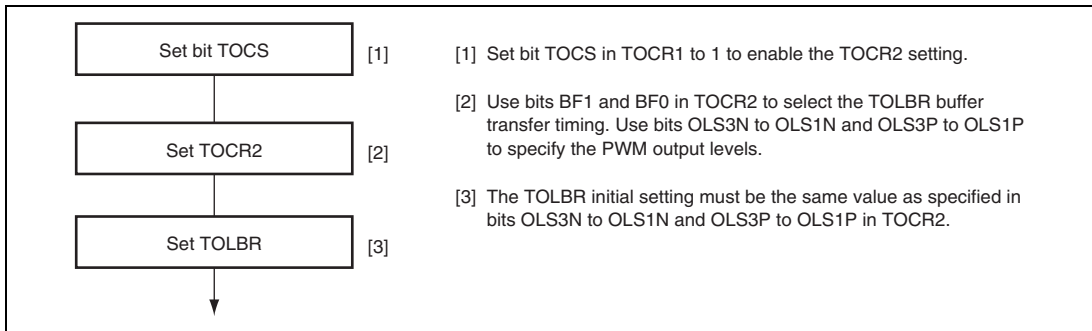 Set bit TOCS
[1]
[1] Set bit TOCS in TOCR1 to 1 to enable the TOCR2 setting.
[2] Use bits BF1 and BF0 in TOCR2 to select the TOLBR buffer
transfer timing. Use bits OLS3N to OLS1N and OLS3P to OLS1P
to specify the PWM output levels.
Set TOCR2
[2]
[3] The TOLBR initial setting must be the same value as specified in
bits OLS3N to OLS1N and OLS3P to OLS1P in TOCR2.
Set TOLBR
[3]